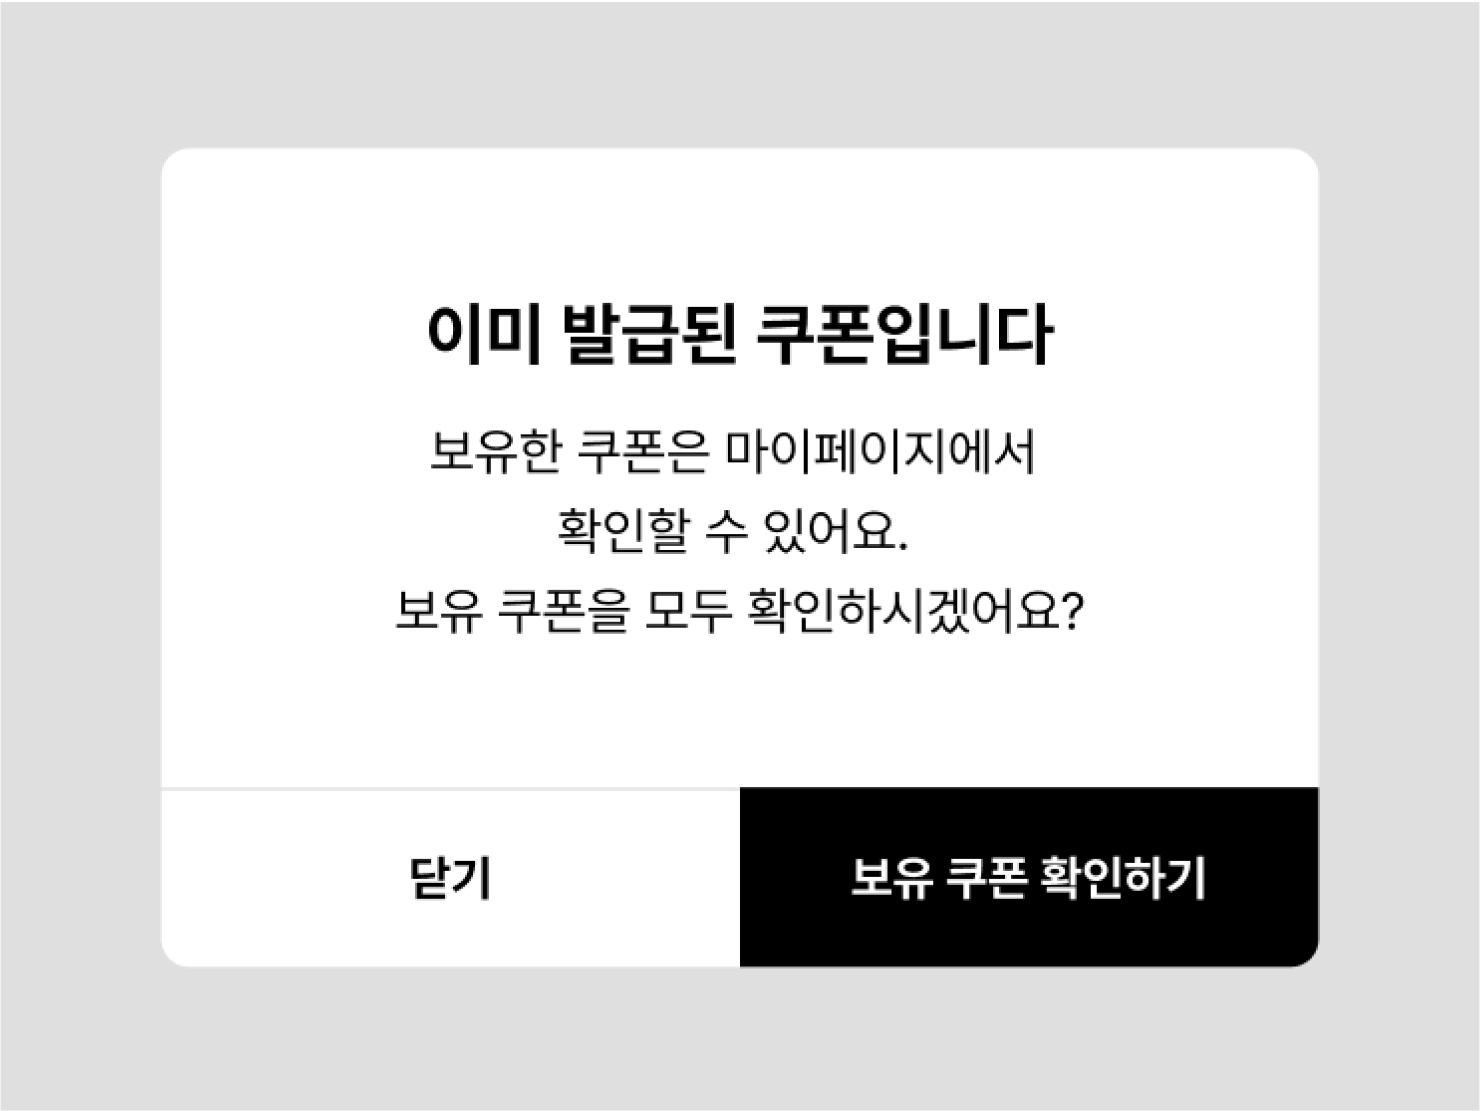 이미 발급된 쿠폰입니다
보유한 쿠폰은 마이페이지에서
확인할 수 있어요.
보유 쿠폰을 모두 확인하시겠어요?
닫기
보유 쿠폰 확인하기